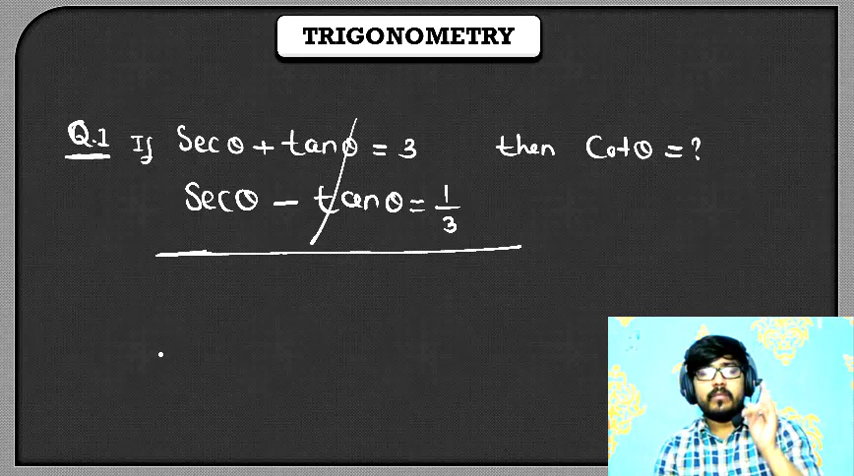 TRIGONOMETRY
Q.1 If Secθ + tanθ = 3 then Cotθ = ?
Secθ - tanθ = 1/3